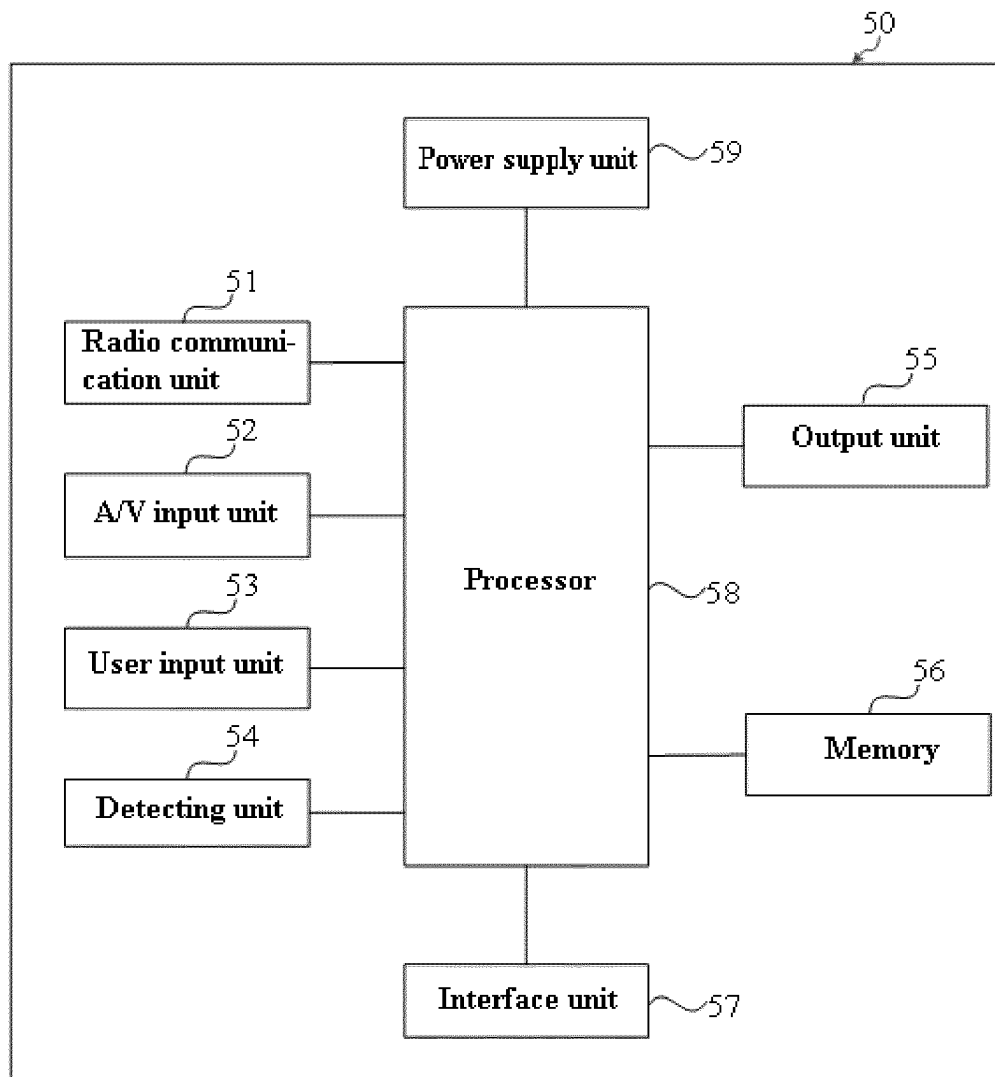 50
Power supply unit
59
51
Radio communi-
cation unit
52
A/V input unit
53
User input unit
54
Detecting unit
Processor
58
55
Output unit
56
Memory
Interface unit
57